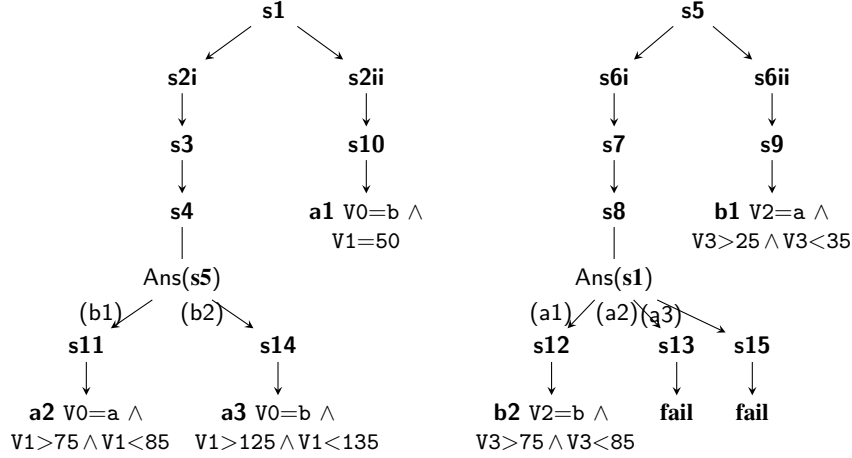 s1 s5
s2i s2ii s6i s6ii
s3 s10 s7 s9
s4 a1 V0=b ∧ s8 b1 V2=a ∧
V1=50 V3>25∧V3<35
Ans(s5) Ans(s1)
(b1) (b2) (a1) (a2) (a3)
s11 s14 s12 s13 s15
a2 V0=a ∧ a3 V0=b ∧ b2 V2=b ∧ fail fail
V1>75∧V1<85 V1>125∧V1<135 V3>75∧V3<85